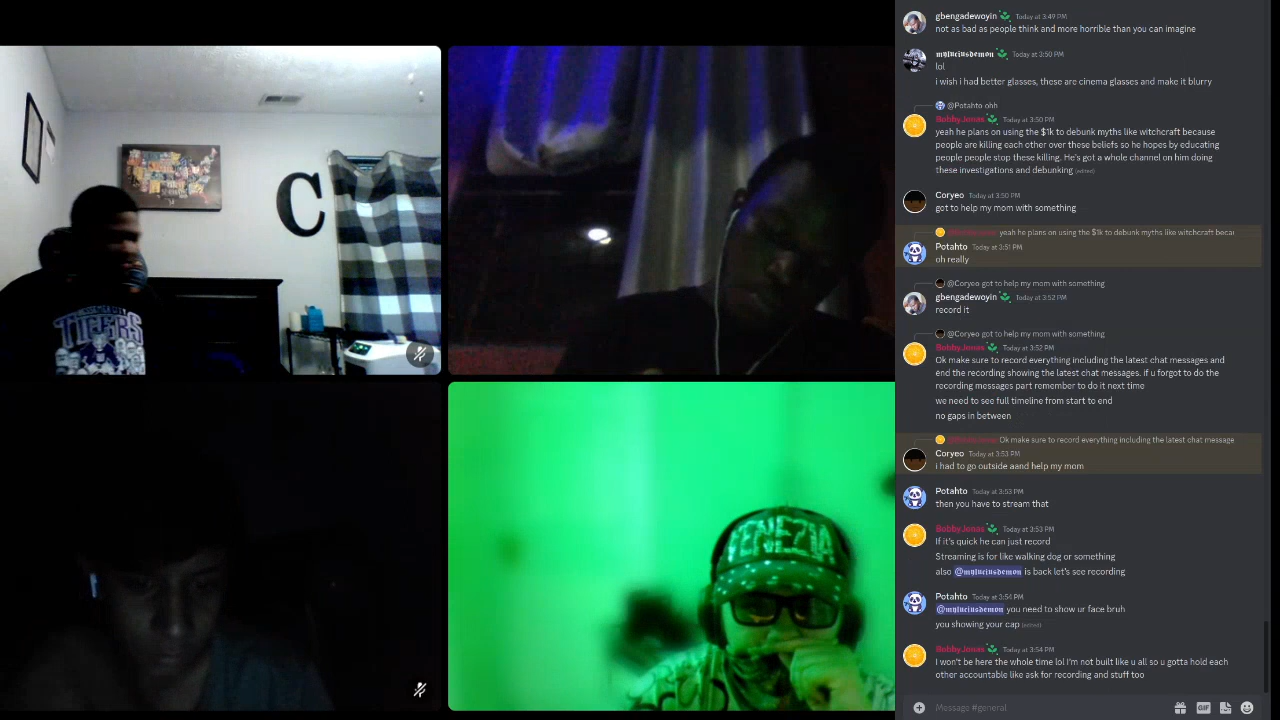 gbengadewoyin Today at 3:49 PM
not as bad as people think and more horrible than you can imagine
myluciusdemon Today at 3:50 PM
lol
i wish i had better glasses, these are cinema glasses and make it blurry
@Potahto ohh
BobbyJonas Today at 3:50 PM
yeah he plans on using the $1k to debunk myths like witchcraft because
people are killing each other over these beliefs so he hopes by educating
people people stop these killing. He's got a whole channel on him doing
these investigations and debunking (edited)
Coryeo Today at 3:50 PM
got to help my mom with something
yeah he plans on using the $1k to debunk myths like witchcraft becau
Potahto Today at 3:51 PM
oh really
@Coryeo got to help my mom with something
gbengadewoyin Today at 3:52 PM
record it
@Coryeo got to help my mom with something
BobbyJonas Today at 3:52 PM
Ok make sure to record everything including the latest chat messages and
end the recording showing the latest chat messages. if u forgot to do the
recording messages part remember to do it next time
we need to see full timeline from start to end
no gaps in between
Ok make sure to record everything including the latest chat message
Coryeo Today at 3:53 PM
i had to go outside aand help my mom
Potahto Today at 3:53 PM
then you have to stream that
BobbyJonas Today at 3:53 PM
If it's quick he can just record
Streaming is for like walking dog or something
also @myluciusdemon is back let's see recording
Potahto Today at 3:54 PM
@myluciusdemon you need to show ur face bruh
you showing your cap (edited)
BobbyJonas Today at 3:54 PM
I won't be here the whole time lol I'm not built like u all so u gotta hold each
other accountable like ask for recording and stuff too
Message #general
GIF
C
TIGERS